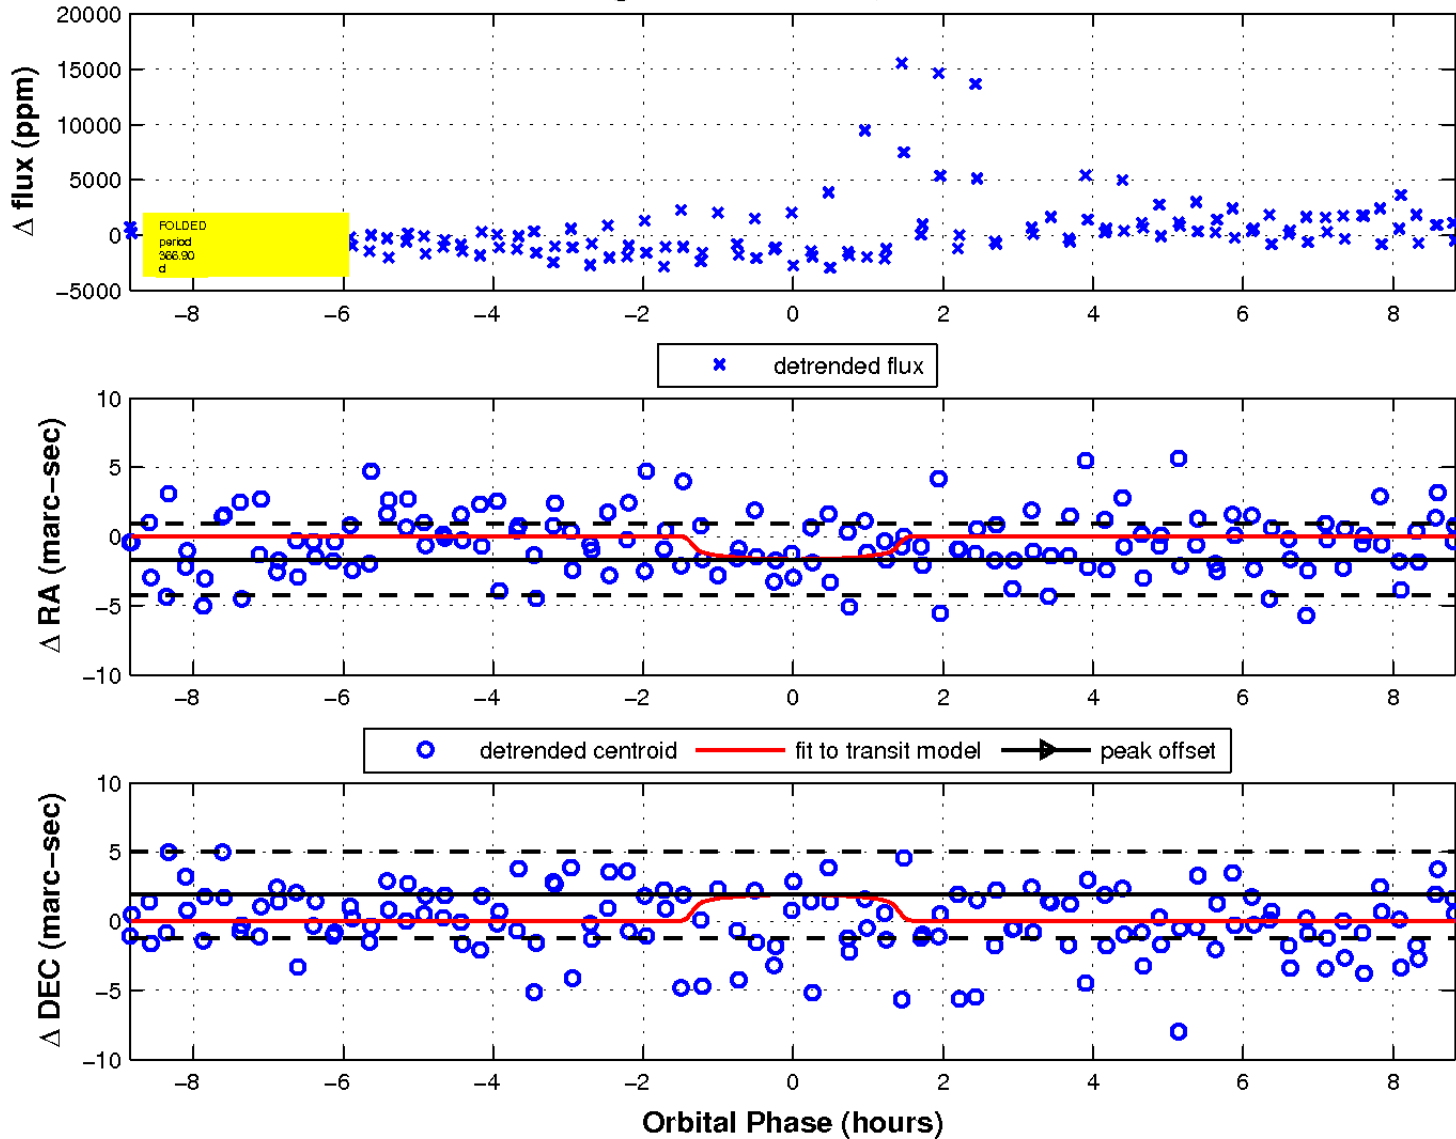 20000
15000
10000
5000
0
−5000
Δ flux (ppm)
FOLDED
period
366.90
d
−8 −6 −4 −2 0 2 4 6 8
detrended flux
10
5
0
−5
−10
Δ RA (marc−sec)
−8 −6 −4 −2 0 2 4 6 8
detrended centroid fit to transit model peak offset
10
5
0
−5
−10
Δ DEC (marc−sec)
−8 −6 −4 −2 0 2 4 6 8
Orbital Phase (hours)